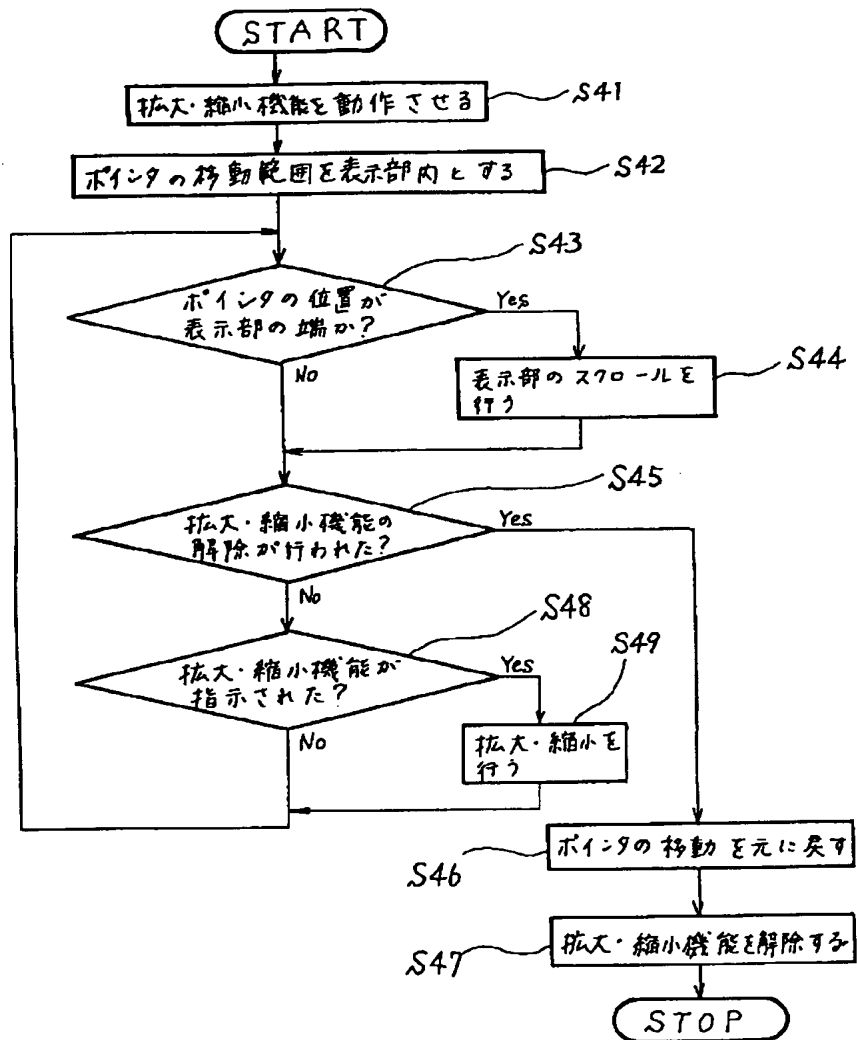 START
拡大・縮小機能を動作させる
S41
ポインタの移動範囲を表示部内とする
S42
S43
ポインタの位置が
表示部の端か?
Yes
No
S44
表示部のスクロールを
行う
S45
拡大・縮小機能の
解除が行われた?
Yes
No
S48
拡大・縮小機能が
指示された?
Yes
No
S49
拡大・縮小を
行う
ポインタの移動を元に戻す
S46
拡大・縮小機能を解除する
S47
STOP